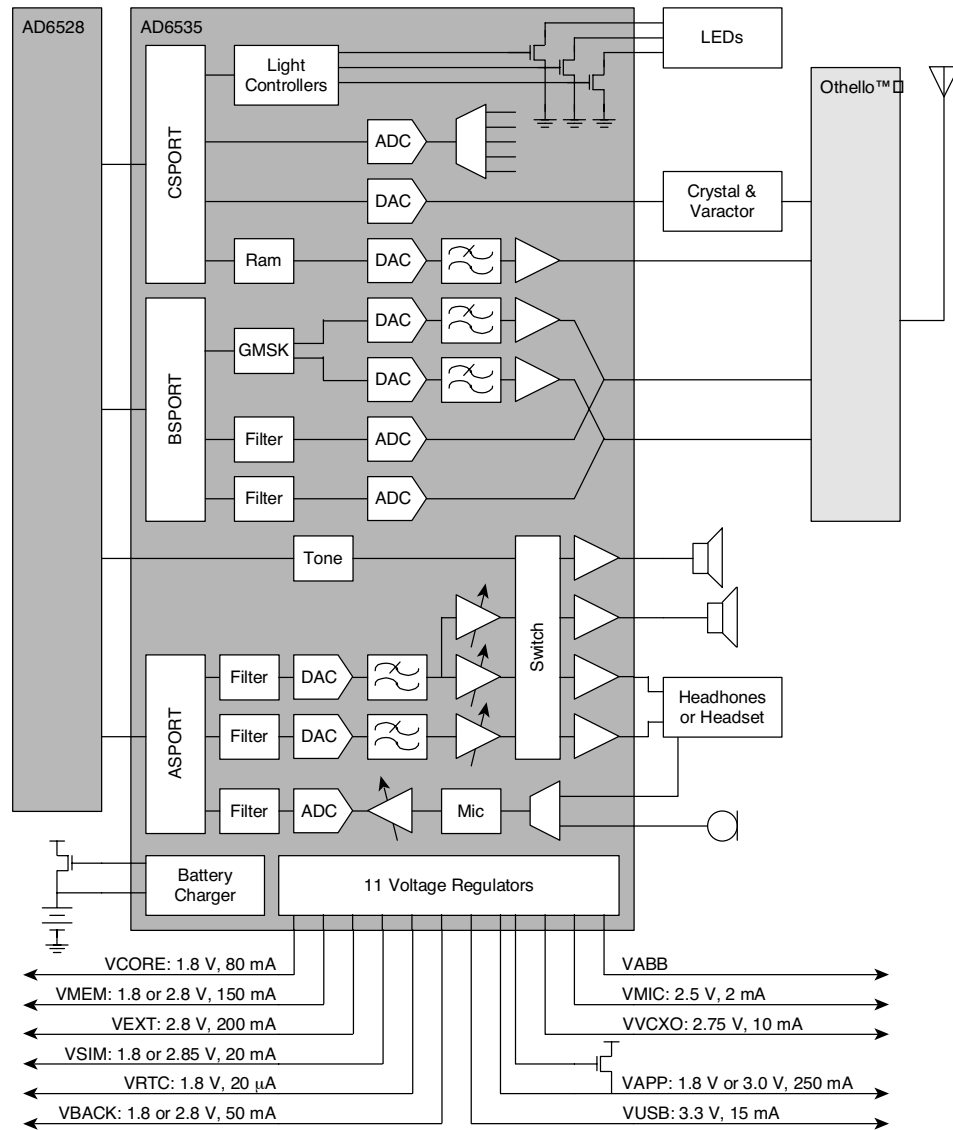 AD6528
AD6535
LEDs
Light
Controllers
Othello™
CSPORT
ADC
DAC
Crystal &
Varactor
Ram
DAC
DAC
GMSK
DAC
BSPORT
Filter
ADC
Filter
ADC
Tone
Switch
ASPORT
Filter
DAC
Headhones
or Headset
Filter
DAC
Filter
ADC
Mic
Battery
Charger
11 Voltage Regulators
VCORE: 1.8 V, 80 mA
VABB
VMEM: 1.8 or 2.8 V, 150 mA
VMIC: 2.5 V, 2 mA
VEXT: 2.8 V, 200 mA
VVCXO: 2.75 V, 10 mA
VSIM: 1.8 or 2.85 V, 20 mA
VRTC: 1.8 V, 20 μA
VAPP: 1.8 V or 3.0 V, 250 mA
VBACK: 1.8 or 2.8 V, 50 mA
VUSB: 3.3 V, 15 mA